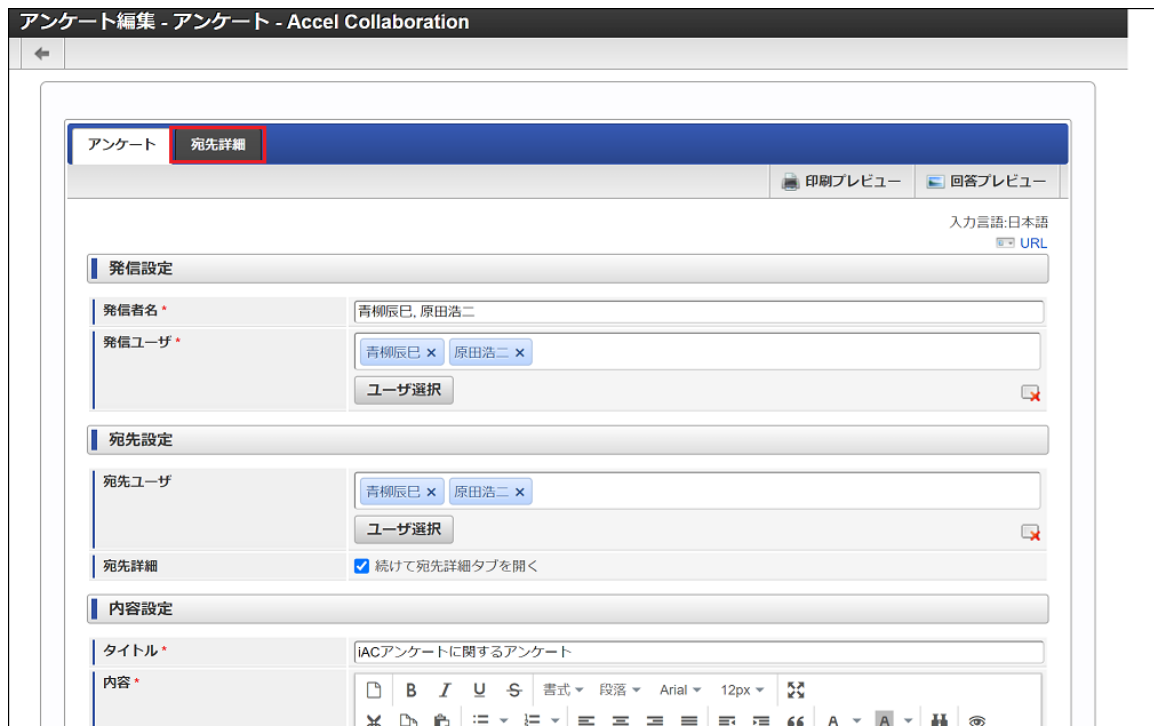 アンケート編集 - アンケート - Accel Collaboration
アンケート 宛先詳細
印刷プレビュー 回答プレビュー
入力言語:日本語
URL
発信設定
発信者名 * 青柳辰巳, 原田浩二
発信ユーザ * 青柳辰巳 × 原田浩二 ×
ユーザ選択
宛先設定
宛先ユーザ 青柳辰巳 × 原田浩二 ×
ユーザ選択
宛先詳細 続けて宛先詳細タブを開く
内容設定
タイトル * iACアンケートに関するアンケート
内容 * B I U S 書式 段落 Arial 12px
A A